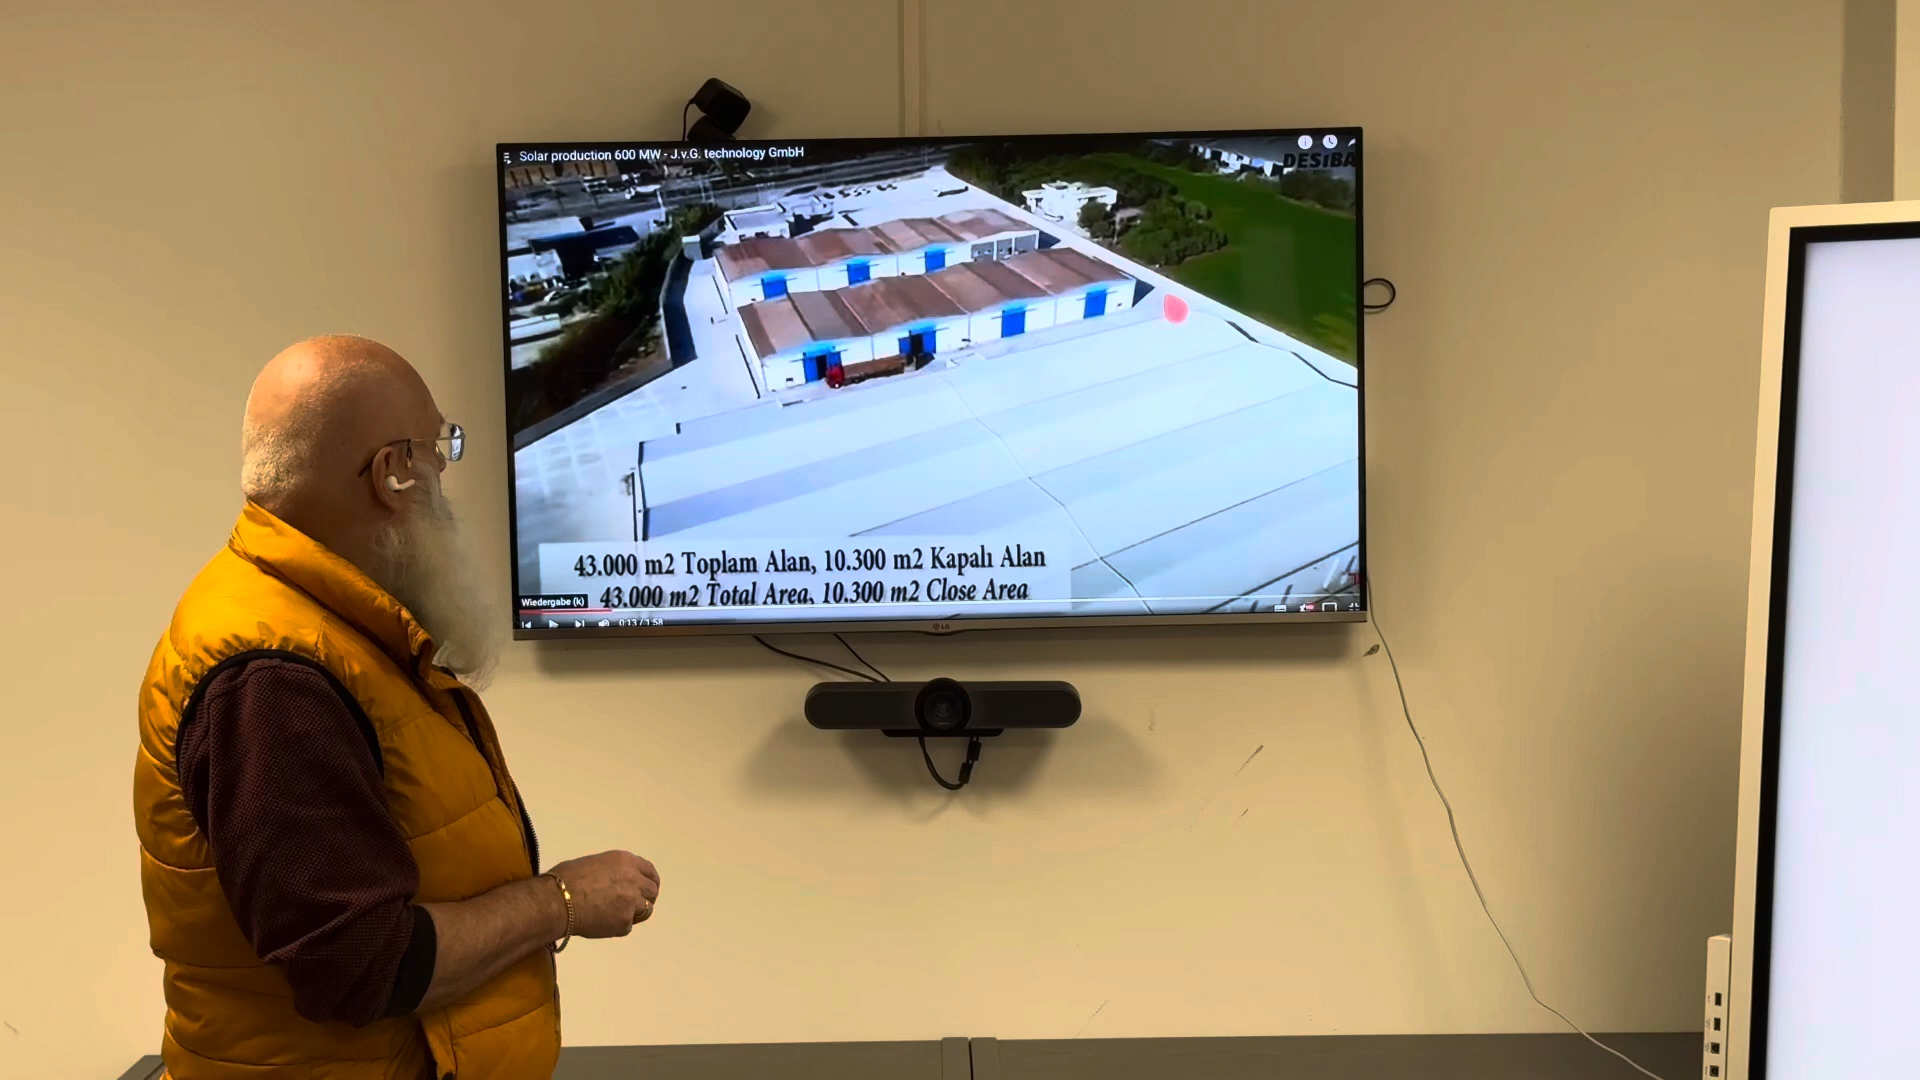 Solar production 600 MW - J.v.G. technology GmbH
DESIBA
43.000 m2 Toplam Alan, 10.300 m2 Kapalı Alan
43.000 m2 Total Area, 10.300 m2 Close Area
Wiedergabe (k)
0:13 / 1:58
LG